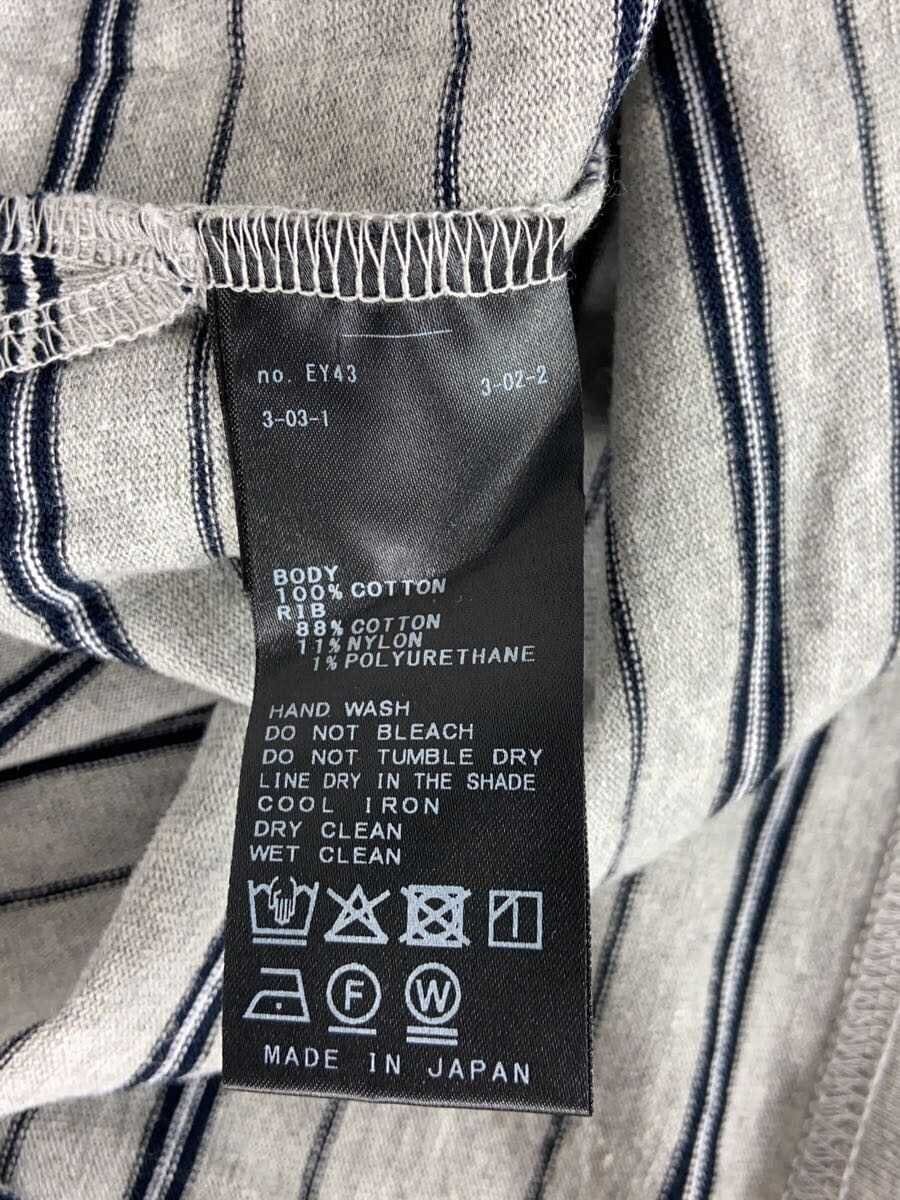 no. EY43
3-02-2
3-03-1
BODY
100% COTTON
RIB
88% COTTON
11% NYLON
1% POLYURETHANE
HAND WASH
DO NOT BLEACH
DO NOT TUMBLE DRY
LINE DRY IN THE SHADE
COOL IRON
DRY CLEAN
WET CLEAN
F W
MADE IN JAPAN